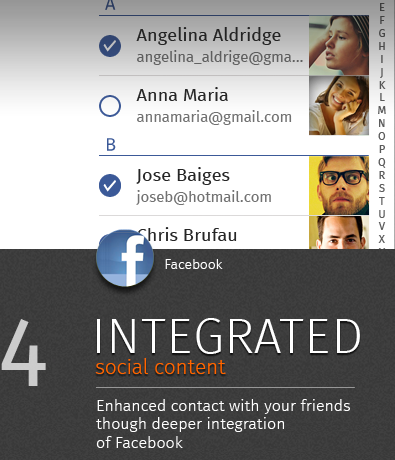 A
Angelina Aldridge
angelina_aldrige@gma...
Anna Maria
annamaria@gmail.com
B
Jose Baiges
joseb@hotmail.com
Chris Brufau
E
F
G
H
I
J
K
L
M
N
O
P
Q
R
S
T
U
V
X
f
Facebook
4
INTEGRATED
social content
Enhanced contact with your friends
though deeper integration
of Facebook